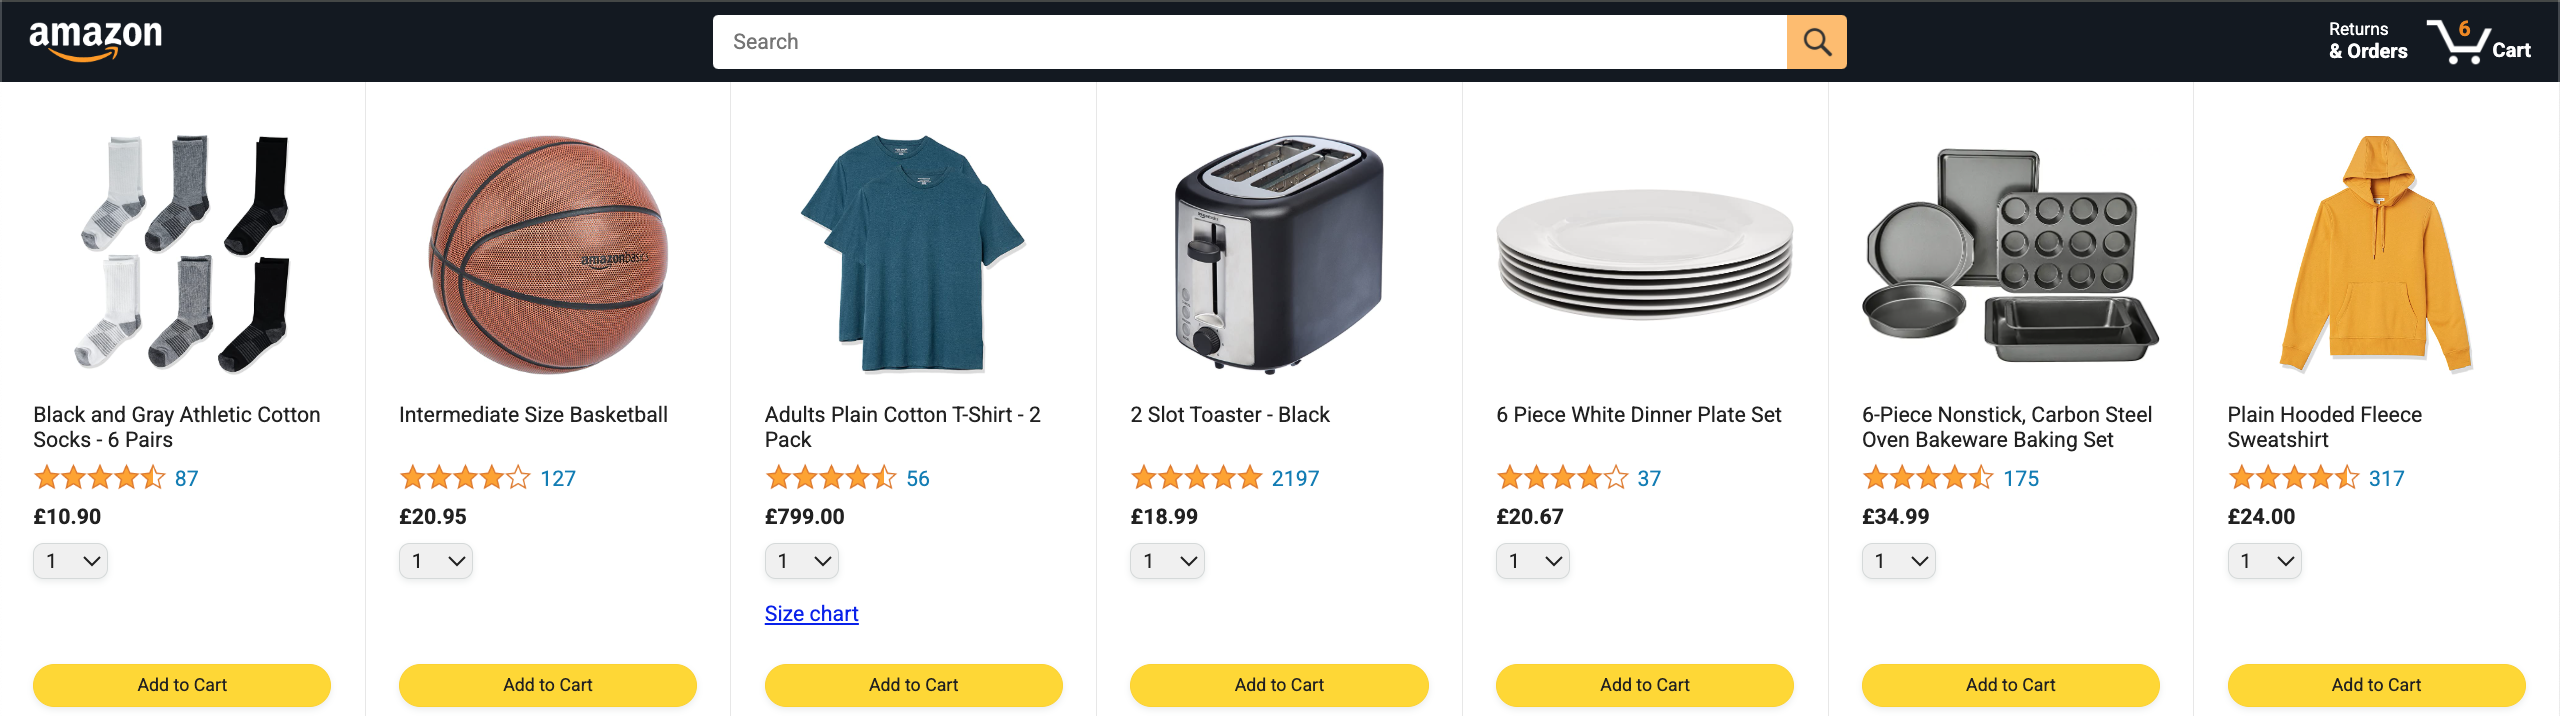 amazon
Search
Returns
& Orders
6
Cart
amazonbasics
Black and Gray Athletic Cotton
Socks - 6 Pairs
87
£10.90
1
Add to Cart
Intermediate Size Basketball
127
£20.95
1
Add to Cart
Adults Plain Cotton T-Shirt - 2
Pack
56
£799.00
1
Size chart
Add to Cart
2 Slot Toaster - Black
2197
£18.99
1
Add to Cart
6 Piece White Dinner Plate Set
37
£20.67
1
Add to Cart
6-Piece Nonstick, Carbon Steel
Oven Bakeware Baking Set
175
£34.99
1
Add to Cart
Plain Hooded Fleece
Sweatshirt
317
£24.00
1
Add to Cart